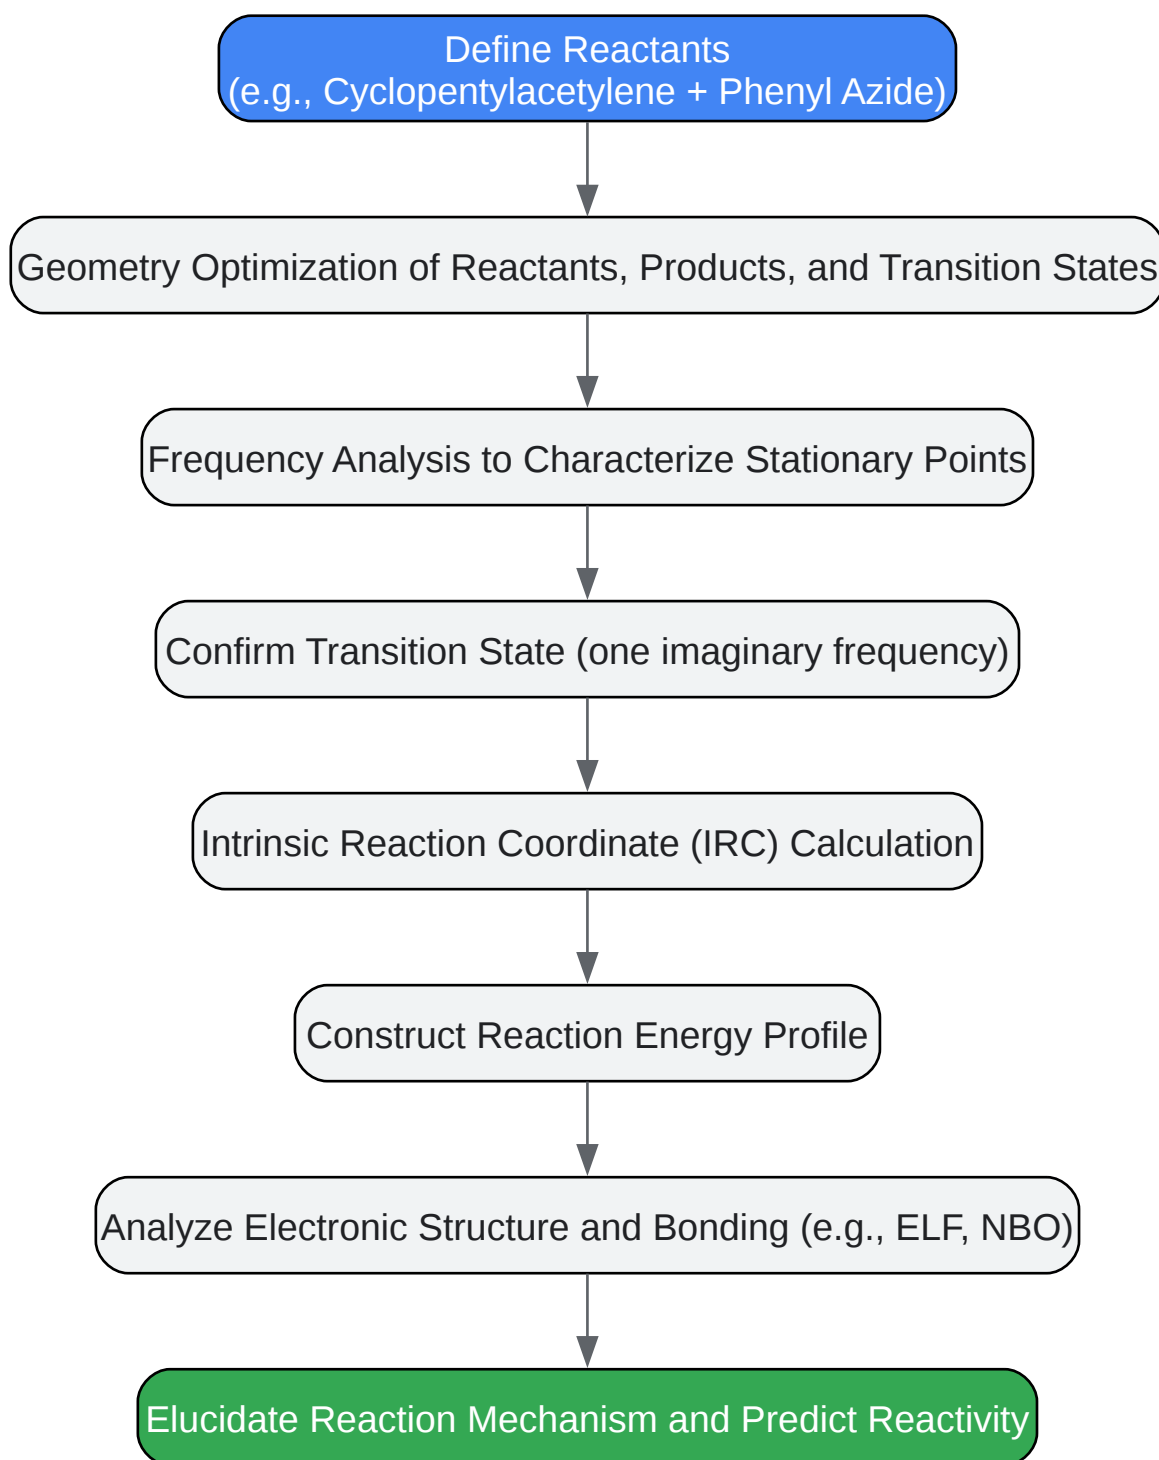 Define Reactants
(e.g., Cyclopentylacetylene + Phenyl Azide)
Geometry Optimization of Reactants, Products, and Transition States
Frequency Analysis to Characterize Stationary Points
Confirm Transition State (one imaginary frequency)
Intrinsic Reaction Coordinate (IRC) Calculation
Construct Reaction Energy Profile
Analyze Electronic Structure and Bonding (e.g., ELF, NBO)
Elucidate Reaction Mechanism and Predict Reactivity